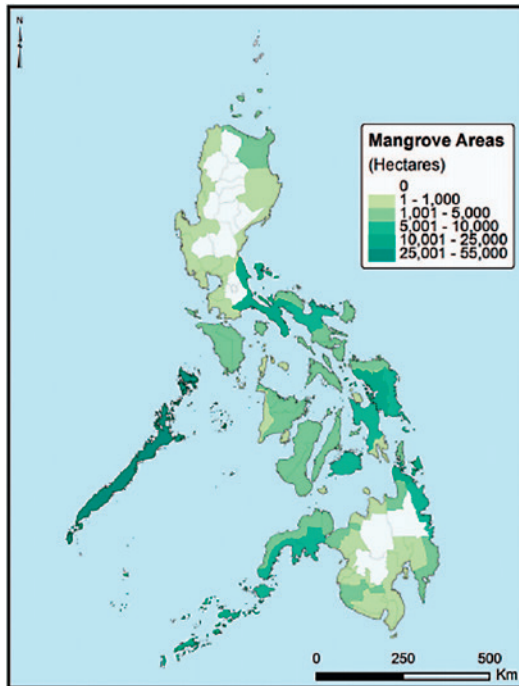 N
Mangrove Areas
(Hectares)
0
1 - 1,000
1,001 - 5,000
5,001 - 10,000
10,001 - 25,000
25,001 - 55,000
0 250 500
Km